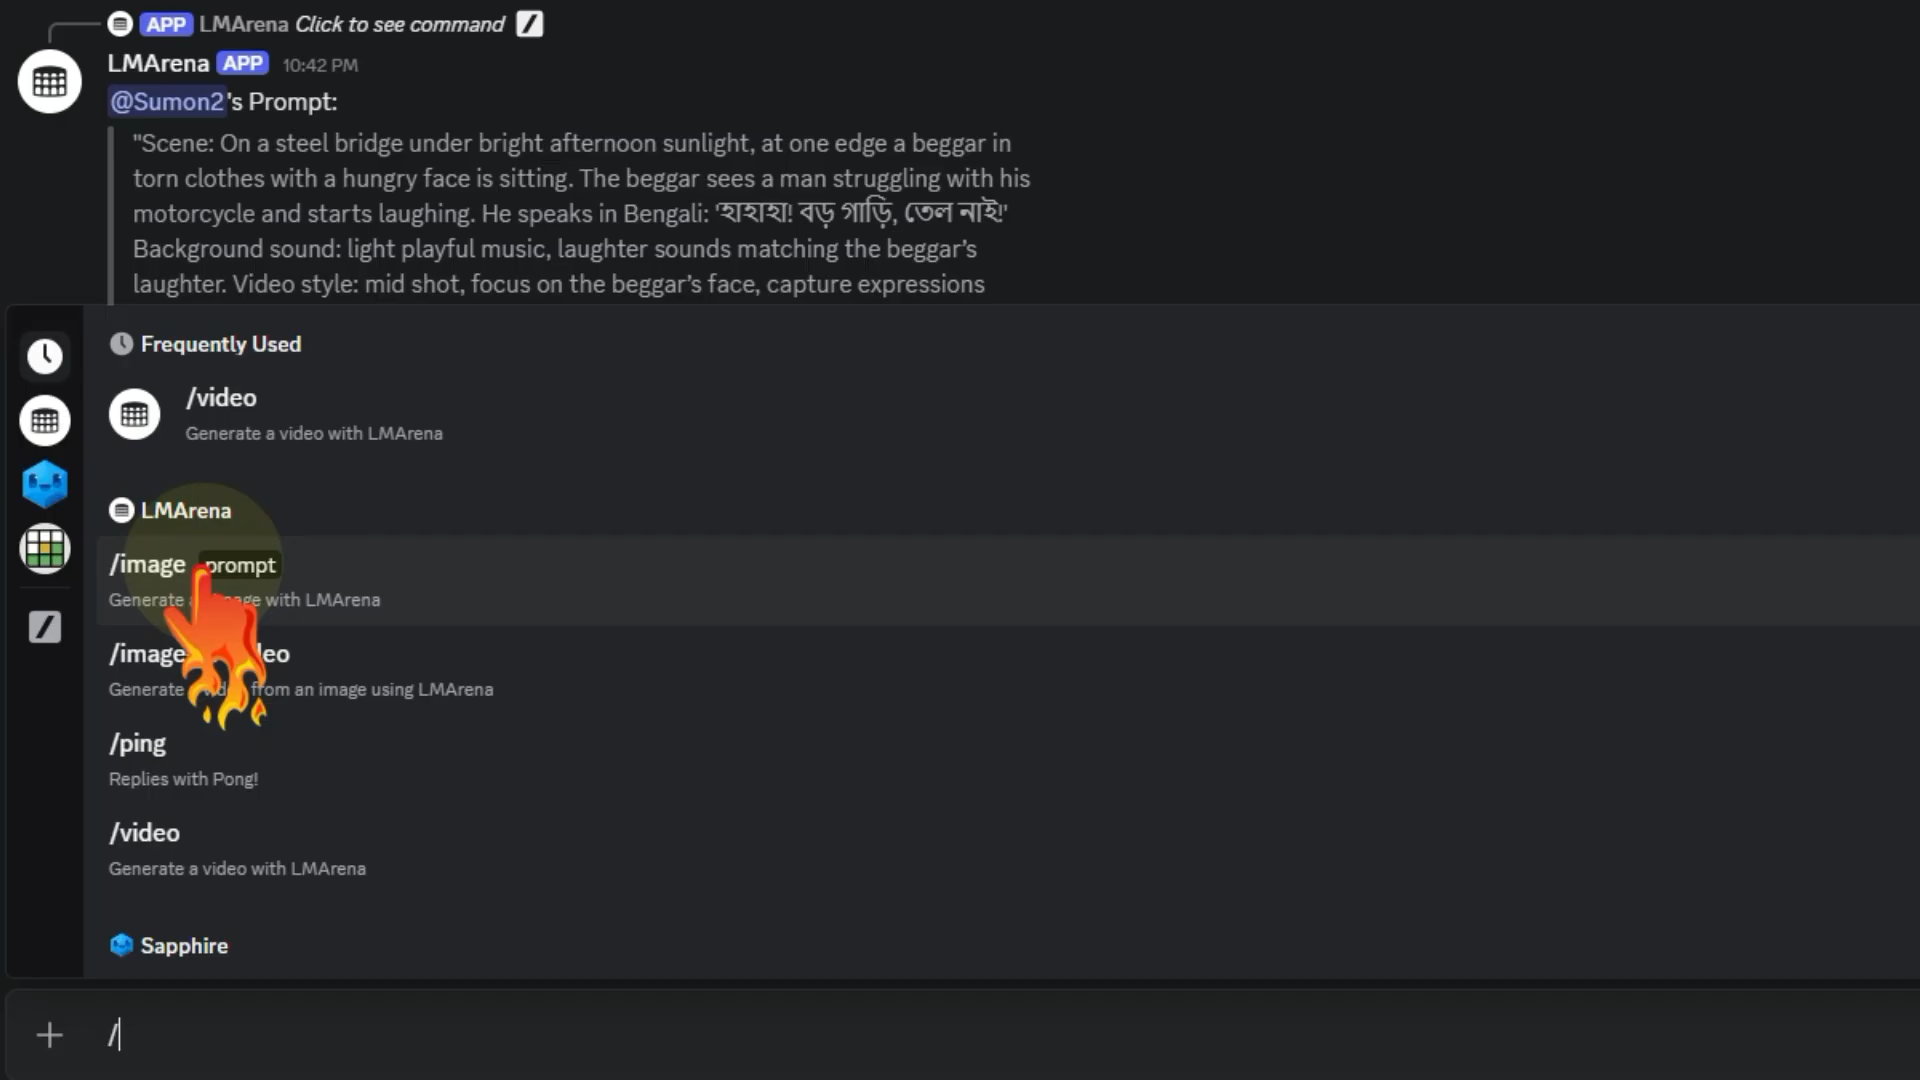 APP LMArena Click to see command
LMArena APP 10:42 PM
@Sumon2's Prompt:
"Scene: On a steel bridge under bright afternoon sunlight, at one edge a beggar in
torn clothes with a hungry face is sitting. The beggar sees a man struggling with his
motorcycle and starts laughing. He speaks in Bengali: 'হাহাহা! বড় গাড়ি, তেল নাই!'
Background sound: light playful music, laughter sounds matching the beggar's
laughter. Video style: mid shot, focus on the beggar's face, capture expressions
Frequently Used
/video
Generate a video with LMArena
LMArena
/image prompt
Generate with LMArena
/image
Generate from an image using LMArena
/ping
Replies with Pong!
/video
Generate a video with LMArena
Sapphire
/